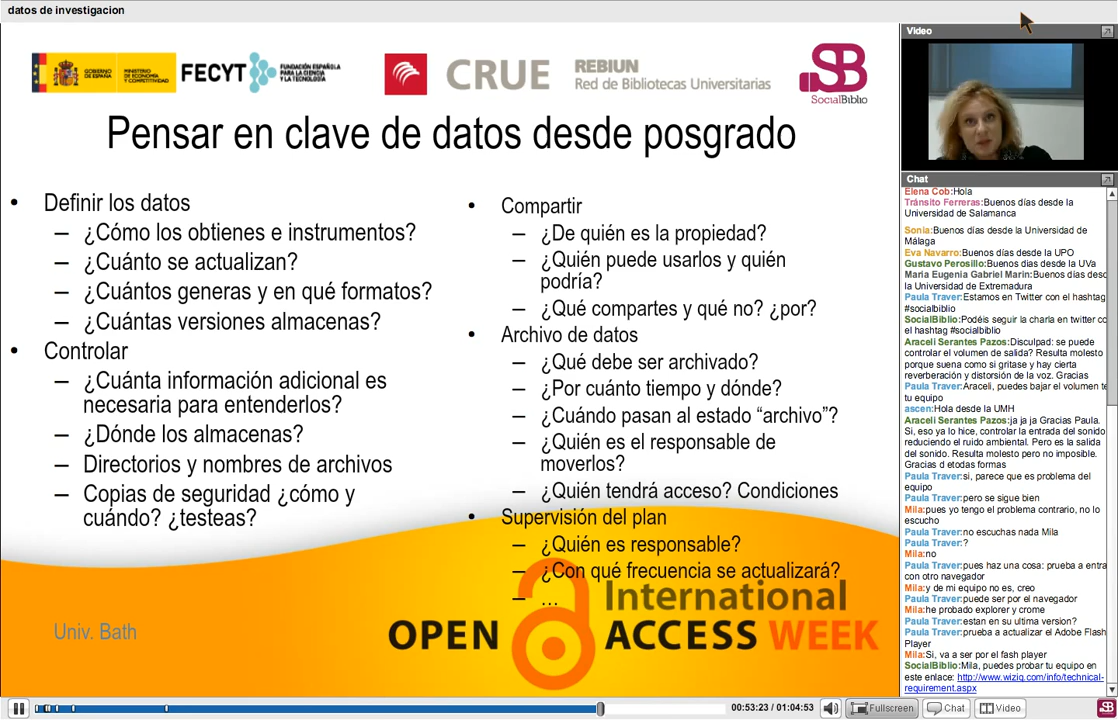 datos de investigacion
GOBIERNO DE ESPAÑA
MINISTERIO DE ECONOMÍA Y COMPETITIVIDAD
FECYT
FUNDACIÓN ESPAÑOLA
PARA LA CIENCIA
Y LA TECNOLOGÍA
CRUE
REBIUN
Red de Bibliotecas Universitarias
SB
SocialBiblio
Pensar en clave de datos desde posgrado
• Definir los datos
– ¿Cómo los obtienes e instrumentos?
– ¿Cuánto se actualizan?
– ¿Cuántos generas y en qué formatos?
– ¿Cuántas versiones almacenas?
• Controlar
– ¿Cuánta información adicional es
necesaria para entenderlos?
– ¿Dónde los almacenas?
– Directorios y nombres de archivos
– Copias de seguridad ¿cómo y
cuándo? ¿testeas?
• Compartir
– ¿De quién es la propiedad?
– ¿Quién puede usarlos y quién
podría?
– ¿Qué compartes y qué no? ¿por?
• Archivo de datos
– ¿Qué debe ser archivado?
– ¿Por cuánto tiempo y dónde?
– ¿Cuándo pasan al estado “archivo”?
– ¿Quién es el responsable de
moverlos?
– ¿Quién tendrá acceso? Condiciones
• Supervisión del plan
– ¿Quién es responsable?
– ¿Con qué frecuencia se actualizará?
– ...
Univ. Bath
International
OPEN ACCESS WEEK
Video
Chat
Elena Cob:Hola
Tránsito Ferreras:Buenos días desde la
Universidad de Salamanca
Sonia:Buenos días desde la Universidad de
Málaga
Eva Navarro:Buenos días desde la UPO
Gustavo Perosillo:Buenos dias desde la UVa
Maria Eugenia Gabriel Marin:Buenos días desd
la Universidad de Extremadura
Paula Traver:Estamos en Twitter con el hashtag
#socialbiblio
SocialBiblio:Podéis seguir la charla en twitter co
el hashtag #socialbiblio
Araceli Serantes Pazos:Disculpad: se puede
controlar el volumen de salida? Resulta molesto
porque suena como si gritase y hay cierta
reverberación y distorsión de la voz. Gracias
Paula Traver:Araceli, puedes bajar el volumen te
tu equipo
ascen:Hola desde la UMH
Araceli Serantes Pazos:ja ja ja Gracias Paula.
Si, eso ya lo hice, controlar la entrada del sonido
reduciendo el ruido ambiental. Pero es la salida
del sonido. Resulta molesto pero no imposible.
Gracias d etodas formas
Paula Traver:si, parece que es problema del
equipo
Paula Traver:pero se sigue bien
Mila:pues yo tengo el problema contrario, no lo
escucho
Paula Traver:no escuchas nada Mila
Paula Traver:?
Mila:no
Paula Traver:pues haz una cosa: prueba a entra
con otro navegador
Mila:y de mi equipo no es, creo
Paula Traver:puede ser por el navegador
Mila:he probado explorer y crome
Paula Traver:estan en su ultima version?
Paula Traver:prueba a actualizar el Adobe Flash
Player
Mila:Si, va a ser por el fash player
SocialBiblio:Mila, puedes probar tu equipo en
este enlace: http://www.wiziq.com/info/technical-
requirement.aspx
00:53:23 / 01:04:53
Fullscreen
Chat
Video
SB